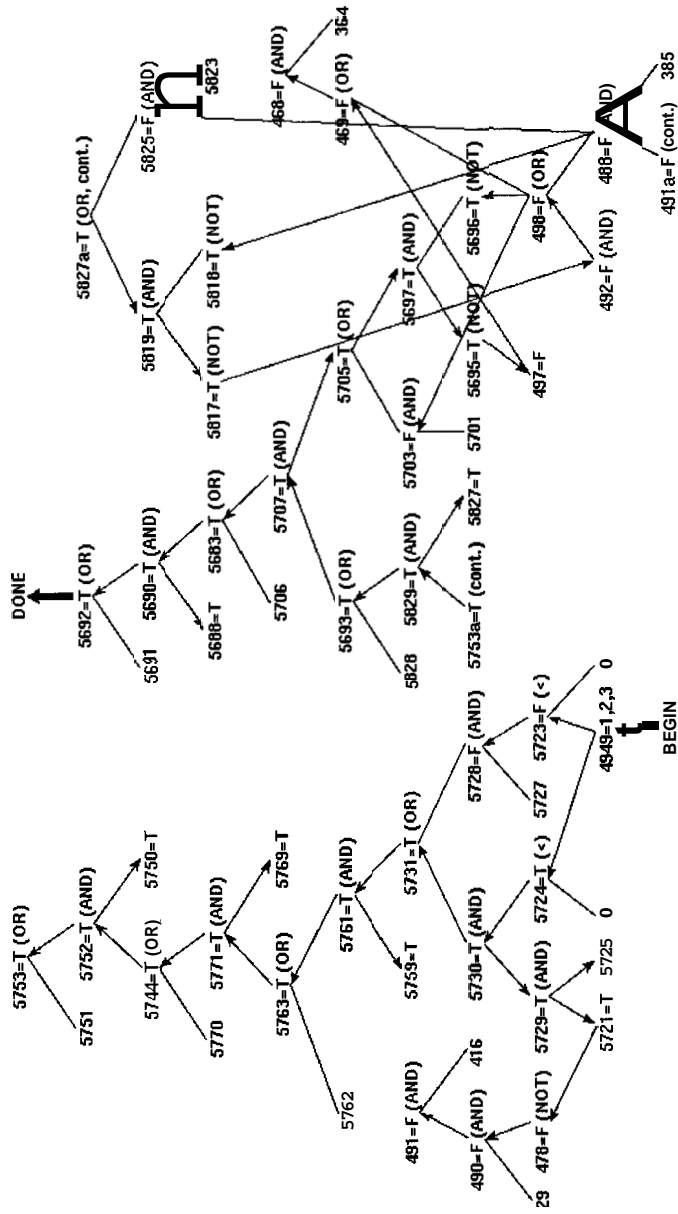 5753=T (OR)
DONE
5751
5752=T (AND)
5692=T (OR)
5827a=T (OR, cont.)
5744=T (OR)
5750=T
5691
5690=T (AND)
5819=T (AND)
5825=F (AND)
n
5770
5771=T (AND)
5688=T
5683=T (OR)
5817=T (NOT)
5818=T (NOT)
5823
5763=T (OR)
5769=T
5706
5707=T (AND)
468=F (AND)
5762
5761=T (AND)
5693=T (OR)
5705=T (OR)
469=F (OR)
364
491=F (AND)
5759=T
5731=T (OR)
5828
5829=T (AND)
5703=F (AND)
5697=T (AND)
490=F (AND)
416
5730=T (AND)
5728=F (AND)
5753a=T (cont.)
5827=T
5701
5695=T (NOT)
5696=T (NOT)
29
478=F (NOT)
5729=T (AND)
5724=T (<)
5727
5723=F (<)
497=F
498=F (OR)
5721=T
5725
0
4949=1,2,3
0
492=F (AND)
488=F (AND)
A
t
BEGIN
491a=F (cont.)
385